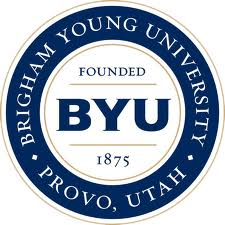 BRIGHAM YOUNG UNIVERSITY
FOUNDED
BYU
1875
PROVO, UTAH